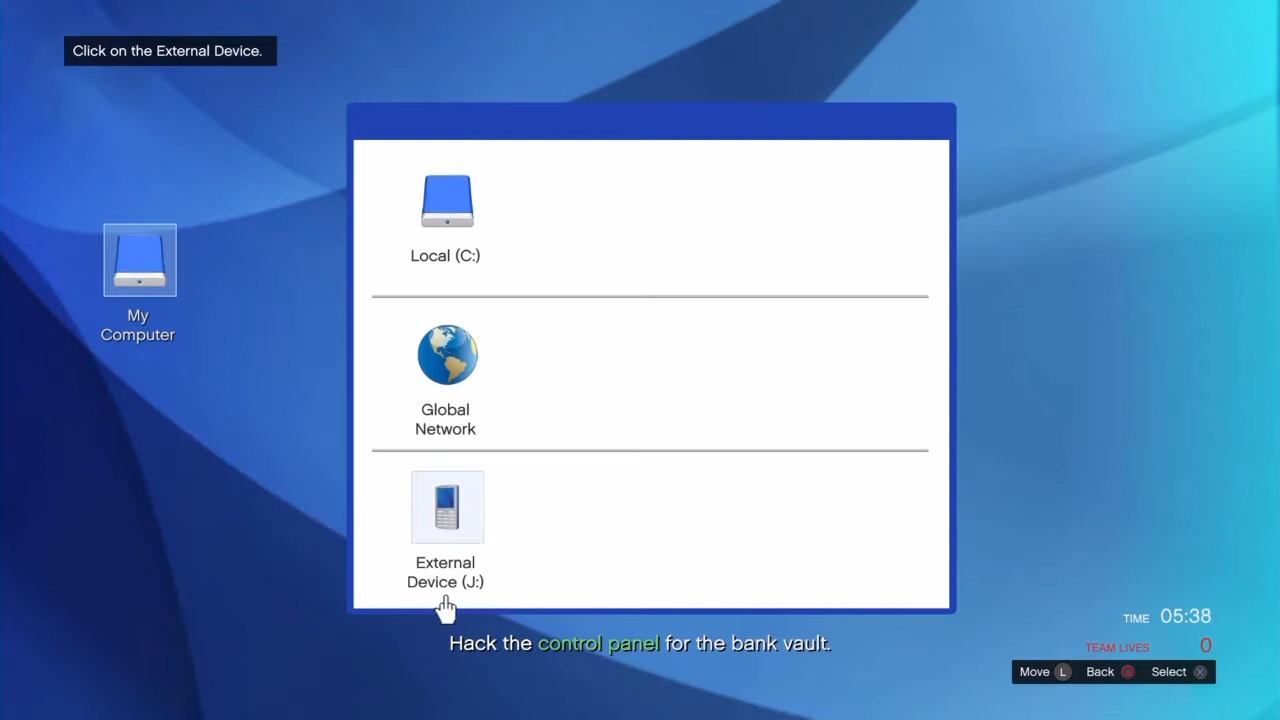 Click on the External Device.
Local (C:)
My
Computer
Global
Network
External
Device (J:)
Hack the control panel for the bank vault.
TIME 05:38
TEAM LIVES 0
Move L Back Select